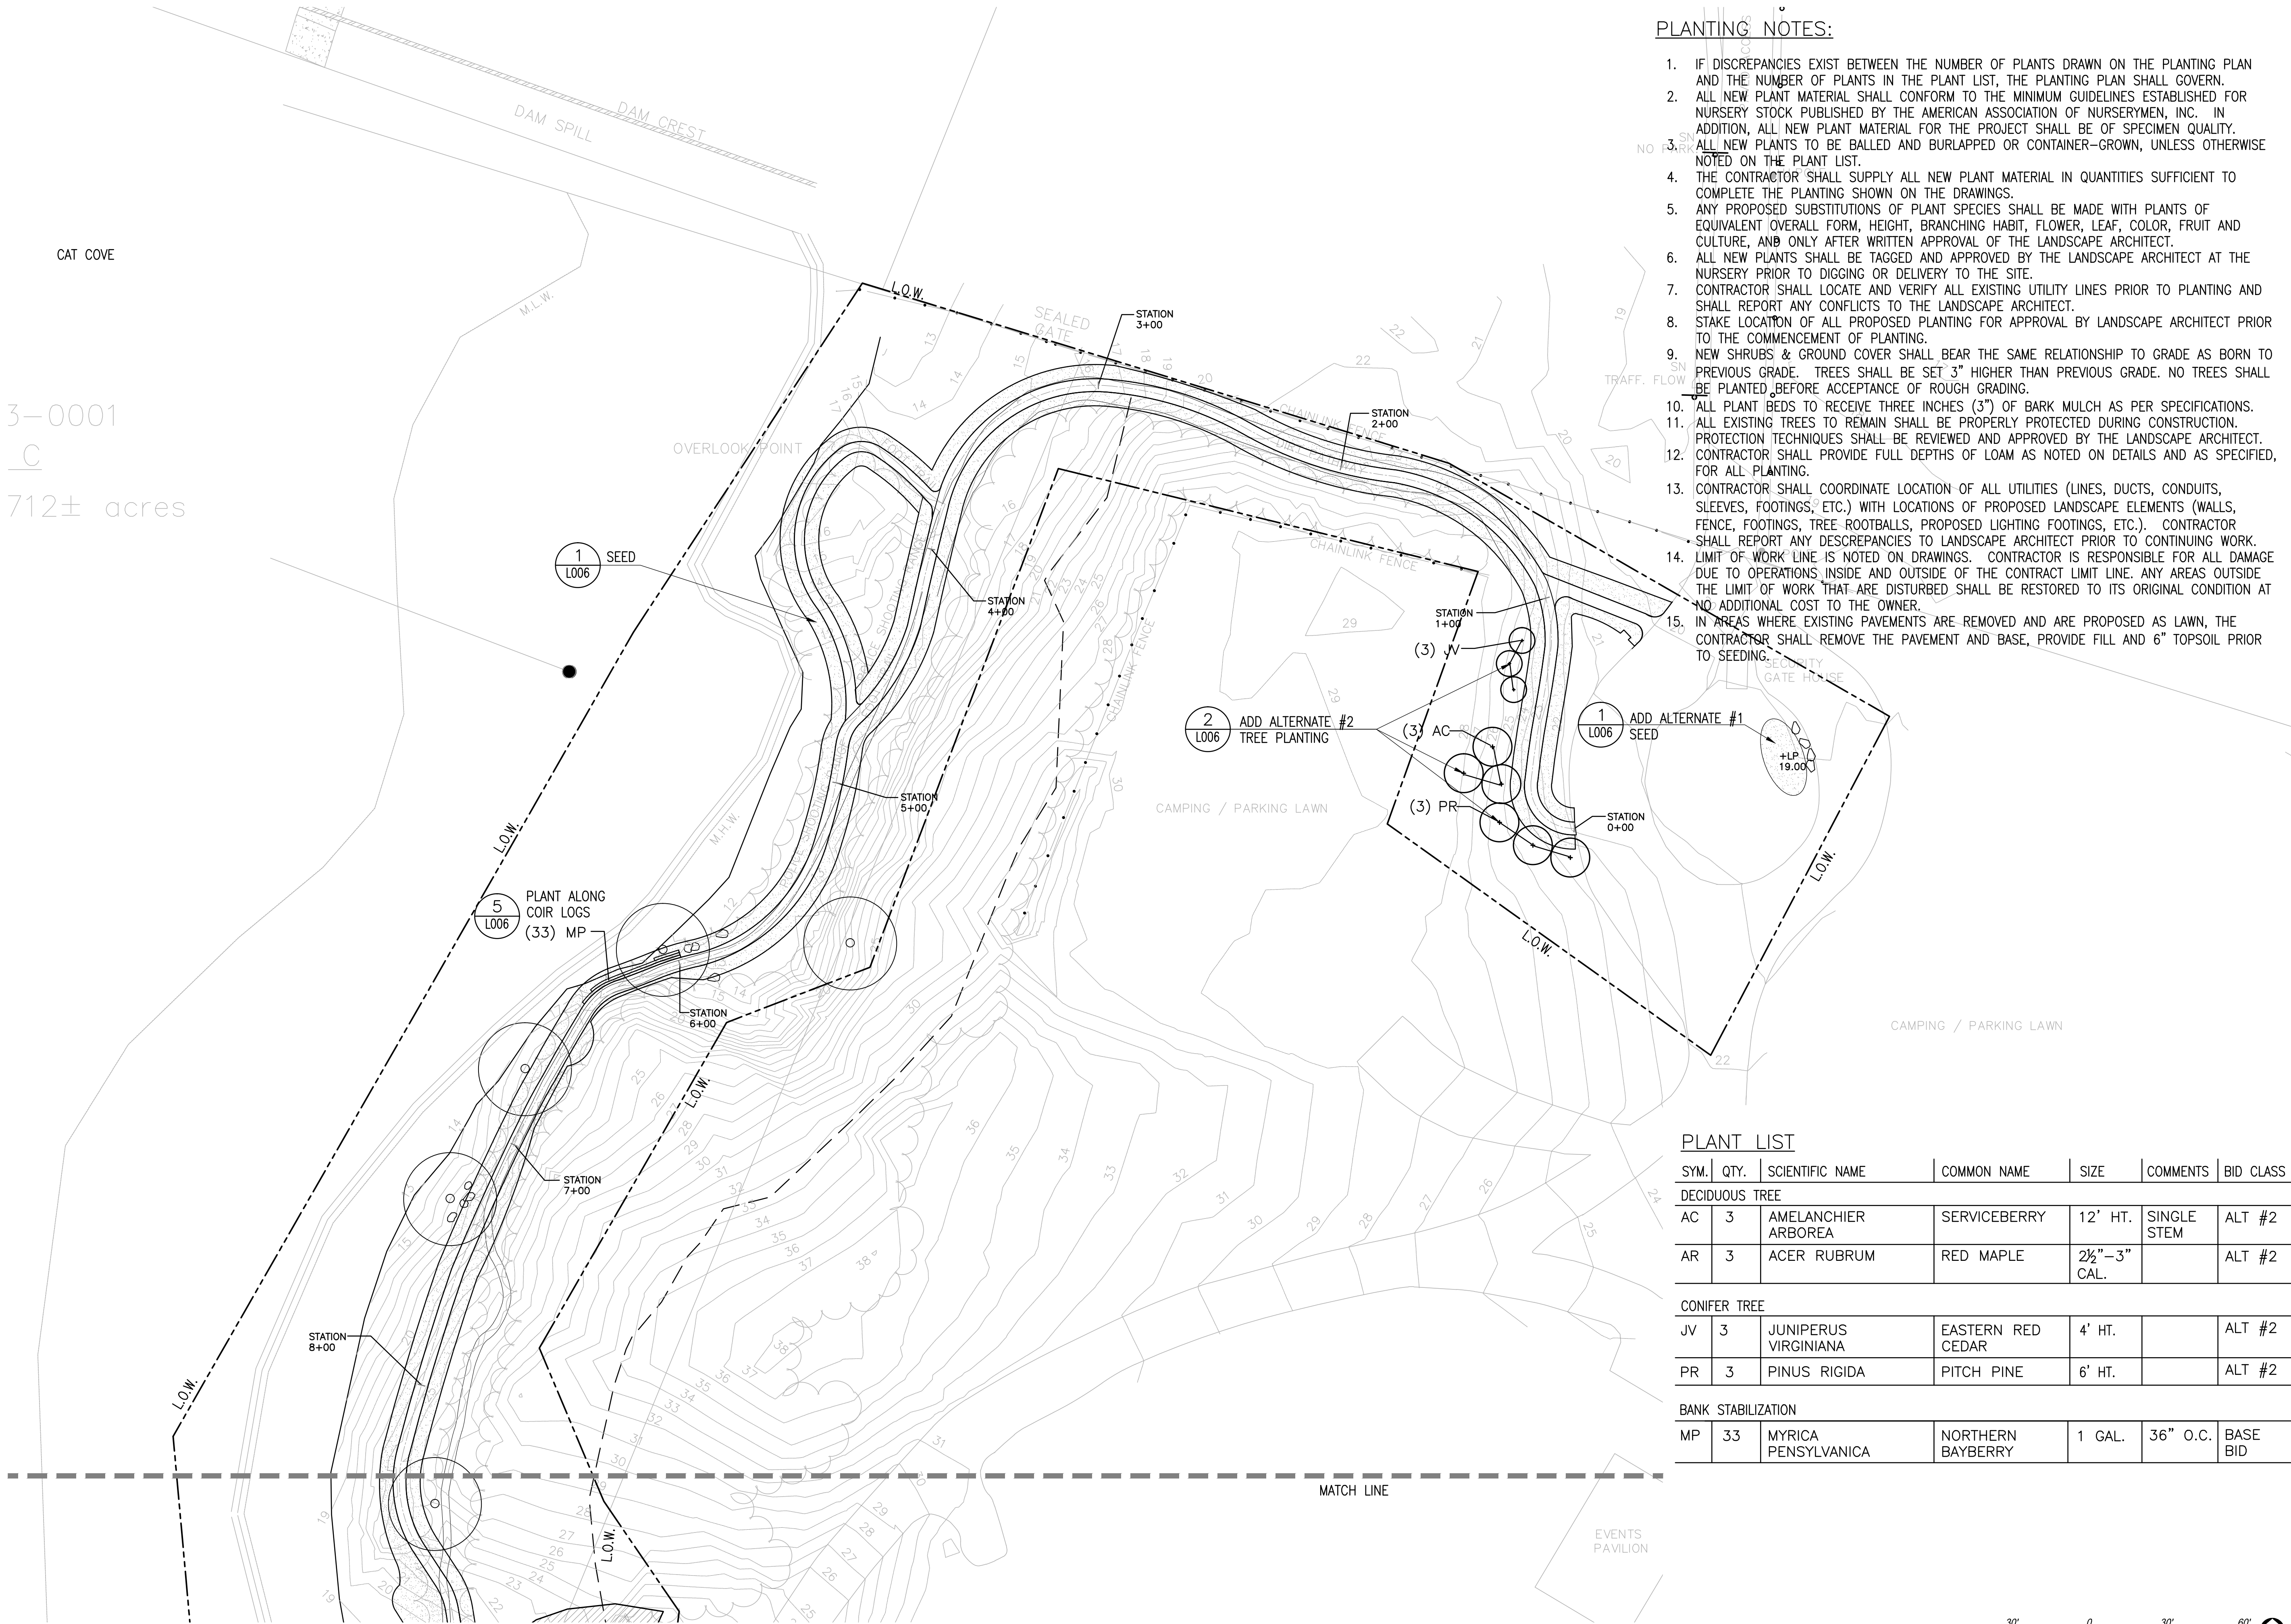 PLANTING NOTES:
1. IF DISCREPANCIES EXIST BETWEEN THE NUMBER OF PLANTS DRAWN ON THE PLANTING PLAN
AND THE NUMBER OF PLANTS IN THE PLANT LIST, THE PLANTING PLAN SHALL GOVERN.
2. ALL NEW PLANT MATERIAL SHALL CONFORM TO THE MINIMUM GUIDELINES ESTABLISHED FOR
NURSERY STOCK PUBLISHED BY THE AMERICAN ASSOCIATION OF NURSERYMEN, INC. IN
ADDITION, ALL NEW PLANT MATERIAL FOR THE PROJECT SHALL BE OF SPECIMEN QUALITY.
3. ALL NEW PLANTS TO BE BALLED AND BURLAPPED OR CONTAINER-GROWN, UNLESS OTHERWISE
NOTED ON THE PLANT LIST.
4. THE CONTRACTOR SHALL SUPPLY ALL NEW PLANT MATERIAL IN QUANTITIES SUFFICIENT TO
COMPLETE THE PLANTING SHOWN ON THE DRAWINGS.
5. ANY PROPOSED SUBSTITUTIONS OF PLANT SPECIES SHALL BE MADE WITH PLANTS OF
EQUIVALENT OVERALL FORM, HEIGHT, BRANCHING HABIT, FLOWER, LEAF, COLOR, FRUIT AND
CULTURE, AND ONLY AFTER WRITTEN APPROVAL OF THE LANDSCAPE ARCHITECT.
6. ALL NEW PLANTS SHALL BE TAGGED AND APPROVED BY THE LANDSCAPE ARCHITECT AT THE
NURSERY PRIOR TO DIGGING OR DELIVERY TO THE SITE.
7. CONTRACTOR SHALL LOCATE AND VERIFY ALL EXISTING UTILITY LINES PRIOR TO PLANTING AND
SHALL REPORT ANY CONFLICTS TO THE LANDSCAPE ARCHITECT.
8. STAKE LOCATION OF ALL PROPOSED PLANTING FOR APPROVAL BY LANDSCAPE ARCHITECT PRIOR
TO THE COMMENCEMENT OF PLANTING.
9. NEW SHRUBS & GROUND COVER SHALL BEAR THE SAME RELATIONSHIP TO GRADE AS BORN TO
PREVIOUS GRADE. TREES SHALL BE SET 3" HIGHER THAN PREVIOUS GRADE. NO TREES SHALL
BE PLANTED BEFORE ACCEPTANCE OF ROUGH GRADING.
10. ALL PLANT BEDS TO RECEIVE THREE INCHES (3") OF BARK MULCH AS PER SPECIFICATIONS.
11. ALL EXISTING TREES TO REMAIN SHALL BE PROPERLY PROTECTED DURING CONSTRUCTION.
PROTECTION TECHNIQUES SHALL BE REVIEWED AND APPROVED BY THE LANDSCAPE ARCHITECT.
12. CONTRACTOR SHALL PROVIDE FULL DEPTHS OF LOAM AS NOTED ON DETAILS AND AS SPECIFIED,
FOR ALL PLANTING.
13. CONTRACTOR SHALL COORDINATE LOCATION OF ALL UTILITIES (LINES, DUCTS, CONDUITS,
SLEEVES, FOOTINGS, ETC.) WITH LOCATIONS OF PROPOSED LANDSCAPE ELEMENTS (WALLS,
FENCE, FOOTINGS, TREE ROOTBALLS, PROPOSED LIGHTING FOOTINGS, ETC.). CONTRACTOR
SHALL REPORT ANY DESCREPANCIES TO LANDSCAPE ARCHITECT PRIOR TO CONTINUING WORK.
14. LIMIT OF WORK LINE IS NOTED ON DRAWINGS. CONTRACTOR IS RESPONSIBLE FOR ALL DAMAGE
DUE TO OPERATIONS INSIDE AND OUTSIDE OF THE CONTRACT LIMIT LINE. ANY AREAS OUTSIDE
THE LIMIT OF WORK THAT ARE DISTURBED SHALL BE RESTORED TO ITS ORIGINAL CONDITION AT
NO ADDITIONAL COST TO THE OWNER.
15. IN AREAS WHERE EXISTING PAVEMENTS ARE REMOVED AND ARE PROPOSED AS LAWN, THE
CONTRACTOR SHALL REMOVE THE PAVEMENT AND BASE, PROVIDE FILL AND 6" TOPSOIL PRIOR
TO SEEDING.
DAM SPILL
DAM CREST
CAT COVE
M.L.W.
3-0001
C
712± acres
OVERLOOK POINT
L.O.W.
SEALED
GATE
STATION
3+00
STATION
2+00
CHAINLINK FENCE
DIRT PATHWAY
SN
NO PARK
SN
TRAFF. FLOW
1
L006
SEED
STATION
4+00
CHAINLINK FENCE
CHAINLINK FENCE
STATION
1+00
(3) JV
2
L006
ADD ALTERNATE #2
TREE PLANTING
(3) AC
(3) PR
1
L006
ADD ALTERNATE #1
SEED
SECURITY
GATE HOUSE
+LP
19.00
STATION
0+00
CAMPING / PARKING LAWN
STATION
5+00
M.H.W.
L.O.W.
L.O.W.
L.O.W.
5
L006
PLANT ALONG
COIR LOGS
(33) MP
STATION
6+00
CAMPING / PARKING LAWN
L.O.W.
STATION
7+00
STATION
8+00
L.O.W.
L.O.W.
MATCH LINE
EVENTS
PAVILION
PLANT LIST
SYM. QTY. SCIENTIFIC NAME COMMON NAME SIZE COMMENTS BID CLASS
DECIDUOUS TREE
AC 3 AMELANCHIER ARBOREA SERVICEBERRY 12' HT. SINGLE STEM ALT #2
AR 3 ACER RUBRUM RED MAPLE 2½"-3" CAL. ALT #2
CONIFER TREE
JV 3 JUNIPERUS VIRGINIANA EASTERN RED CEDAR 4' HT. ALT #2
PR 3 PINUS RIGIDA PITCH PINE 6' HT. ALT #2
BANK STABILIZATION
MP 33 MYRICA PENSYLVANICA NORTHERN BAYBERRY 1 GAL. 36" O.C. BASE BID
30' 0 30' 60'